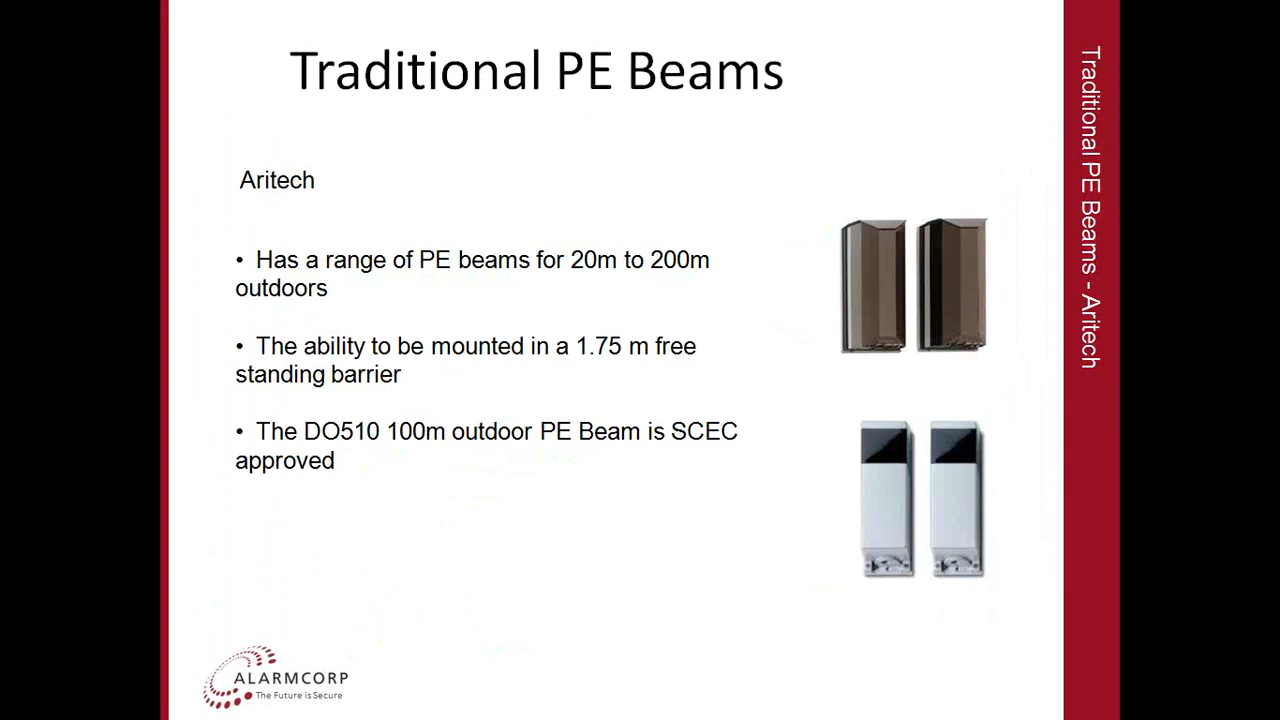 Traditional PE Beams
Aritech
• Has a range of PE beams for 20m to 200m
outdoors
• The ability to be mounted in a 1.75 m free
standing barrier
• The DO510 100m outdoor PE Beam is SCEC
approved
Traditional PE Beams - Aritech
ALARMCORP
The Future is Secure